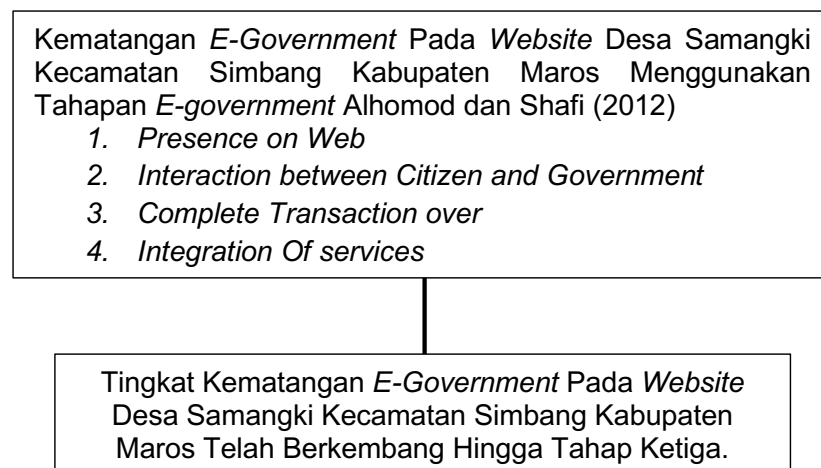 Kematangan E-Government Pada Website Desa Samangki
Kecamatan Simbang Kabupaten Maros Menggunakan
Tahapan E-government Alhomod dan Shafi (2012)
1. Presence on Web
2. Interaction between Citizen and Government
3. Complete Transaction over
4. Integration Of services
Tingkat Kematangan E-Government Pada Website
Desa Samangki Kecamatan Simbang Kabupaten
Maros Telah Berkembang Hingga Tahap Ketiga.